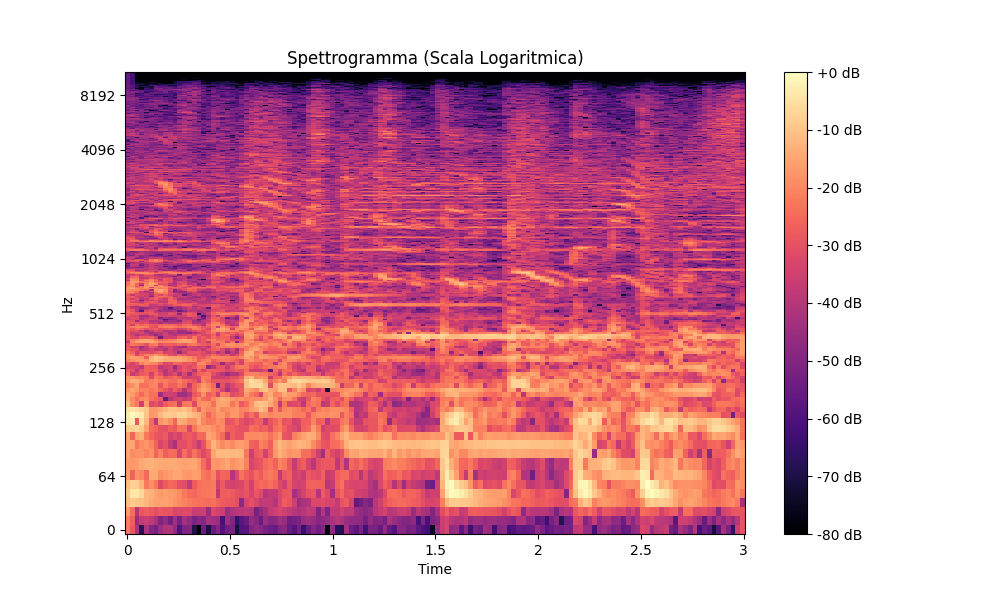 Spettrogramma (Scala Logaritmica)
Hz
8192
4096
2048
1024
512
256
128
64
0
0
0.5
1
1.5
2
2.5
3
Time
+0 dB
-10 dB
-20 dB
-30 dB
-40 dB
-50 dB
-60 dB
-70 dB
-80 dB